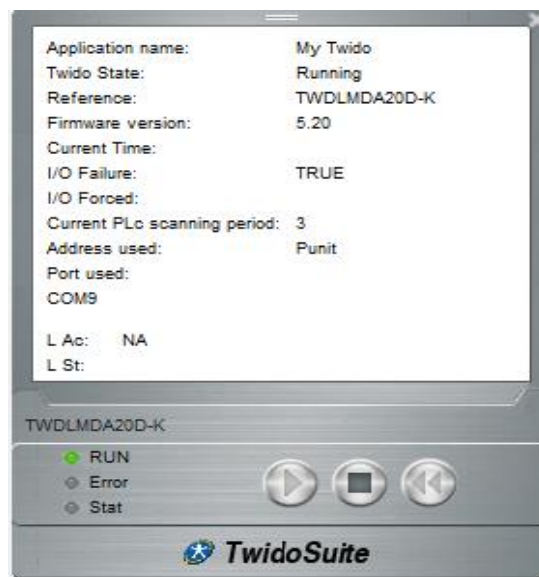 Application name: My Twido
Twido State: Running
Reference: TWDLMDA20D-K
Firmware version: 5.20
Current Time:
I/O Failure: TRUE
I/O Forced:
Current PLc scanning period: 3
Address used: Punit
Port used:
COM9
L Ac: NA
L St:
TWDLMDA20D-K
RUN
Error
Stat
TwidoSuite